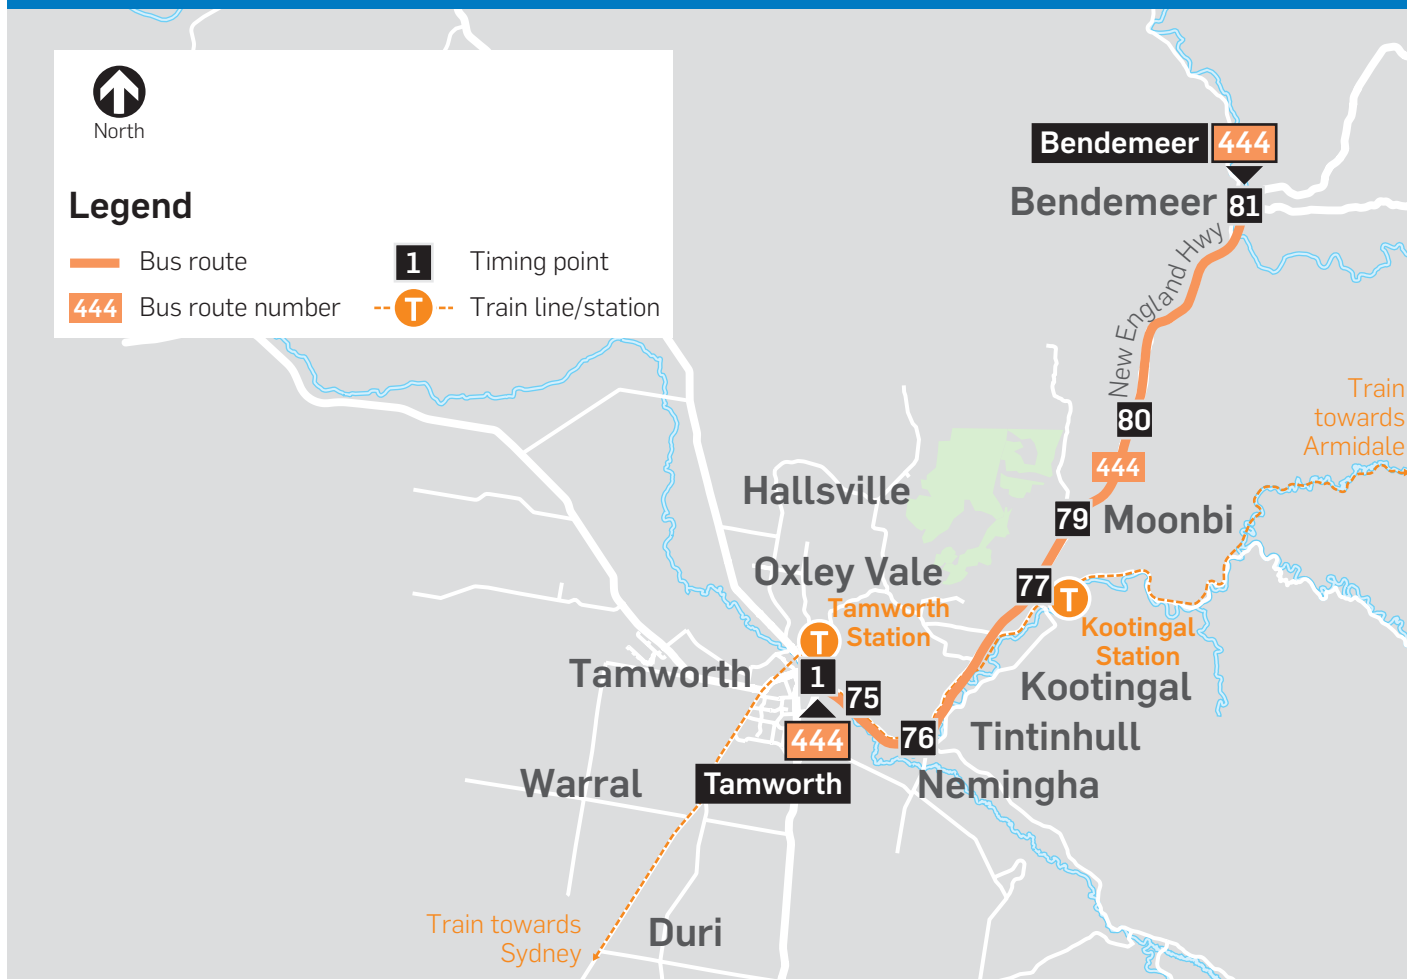 North
Legend
Bus route
1
Timing point
444
Bus route number
T
Train line/station
Bendemeer
444
Bendemeer
81
New England Hwy
80
Train
towards
Armidale
444
Hallsville
79
Moonbi
Oxley Vale
77
T
Tamworth
Station
T
Kootingal
Station
Tamworth
1
75
Kootingal
444
76
Tintinhull
Warral
Tamworth
Nemingha
Train towards
Sydney
Duri